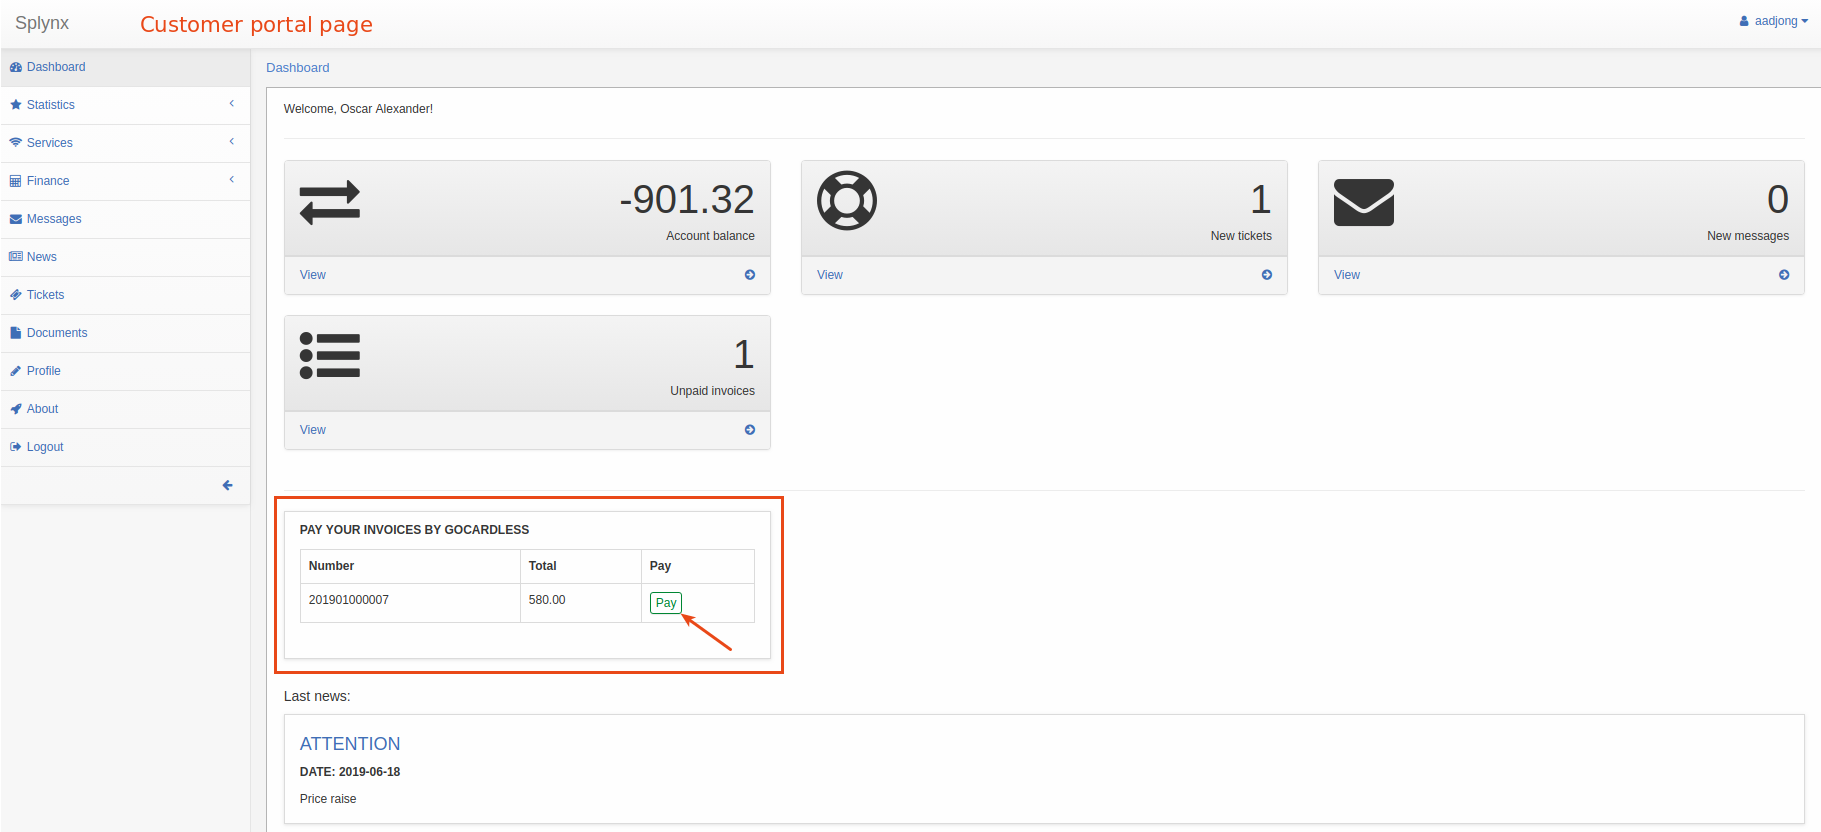 Splynx
Customer portal page
aadjong
Dashboard
Statistics
Services
Finance
Messages
News
Tickets
Documents
Profile
About
Logout
Dashboard
Welcome, Oscar Alexander!
-901.32
Account balance
View
1
New tickets
View
0
New messages
View
1
Unpaid invoices
View
PAY YOUR INVOICES BY GOCARDLESS
Number Total Pay
201901000007 580.00 Pay
Last news:
ATTENTION
DATE: 2019-06-18
Price raise